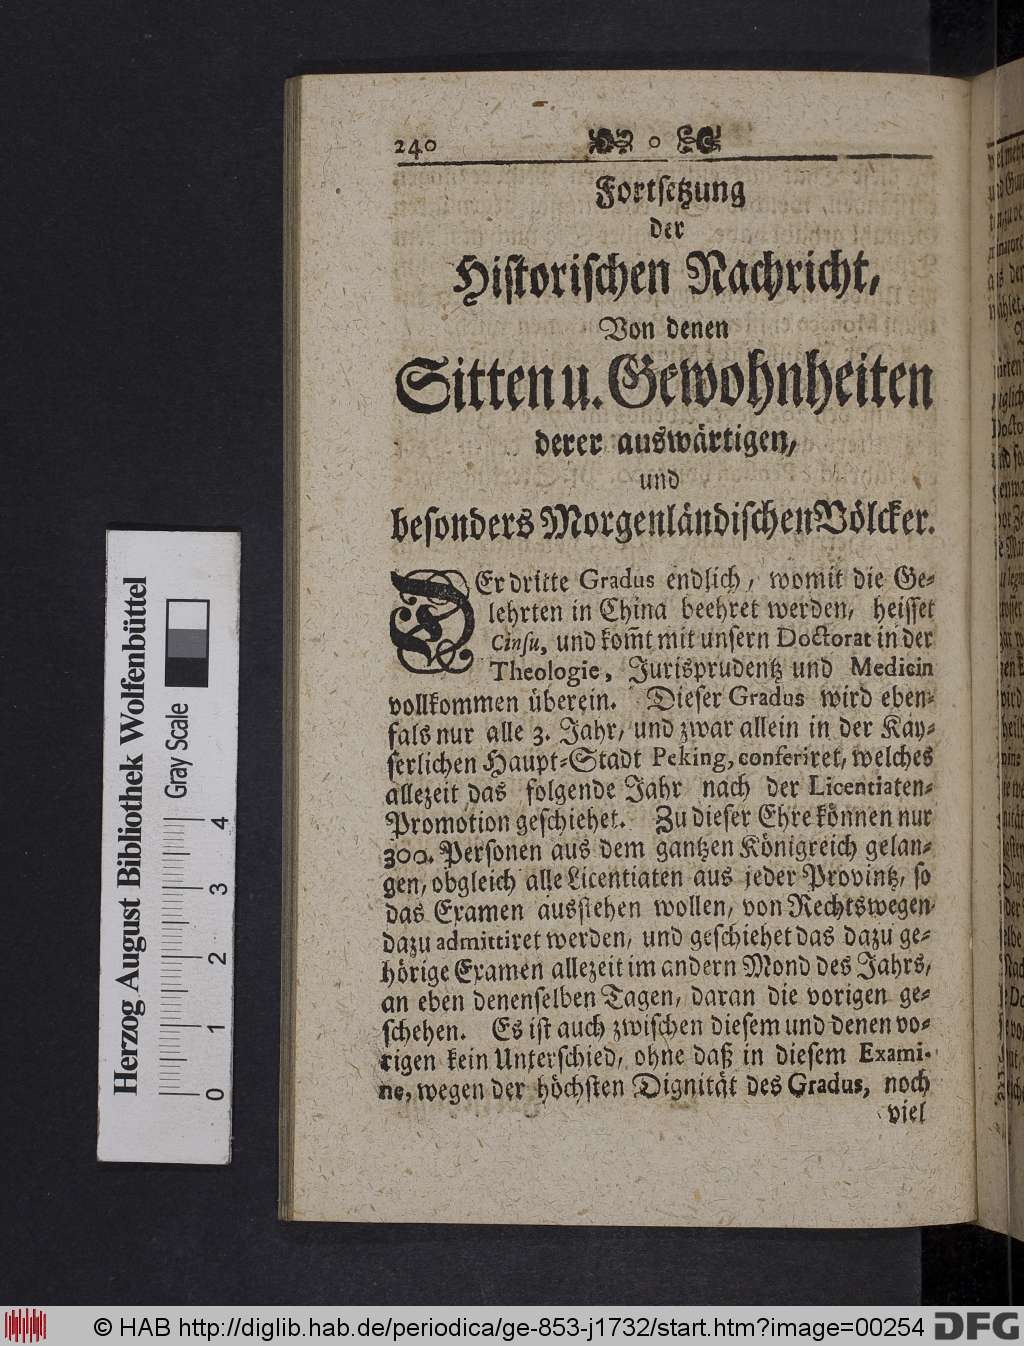 240 o
Fortsetzung
der
Historischen Nachricht,
Von denen
Sitten u. Gewohnheiten
derer auswärtigen,
und
besonders Morgenländischen Völcker.
DEr dritte Gradus endlich, womit die Ge-
lehrten in China beehret werden, heisset
Cinsu, und kom̄t mit unsern Doctorat in der
Theologie, Jurisprudentz und Medicin
vollkommen überein. Dieser Gradus wird eben-
fals nur alle 3. Jahr, und zwar allein in der Kay-
serlichen Haupt-Stadt Peking, conferiret, welches
allezeit das folgende Jahr nach der Licentiaten-
Promotion geschiehet. Zu dieser Ehre können nur
300. Personen aus dem gantzen Königreich gelan-
gen, obgleich alle Licentiaten aus jeder Provintz, so
das Examen ausstehen wollen, von Rechtswegen
dazu admittiret werden, und geschiehet das dazu ge-
hörige Examen allezeit im andern Mond des Jahrs,
an eben denenselben Tagen, daran die vorigen ge-
schehen. Es ist auch zwischen diesem und denen vo-
rigen kein Unterschied, ohne daß in diesem Exami-
ne, wegen der höchsten Dignität des Gradus, noch
viel
Herzog August Bibliothek Wolfenbüttel
Gray Scale
0 1 2 3 4
© HAB http://diglib.hab.de/periodica/ge-853-j1732/start.htm?image=00254
DFG